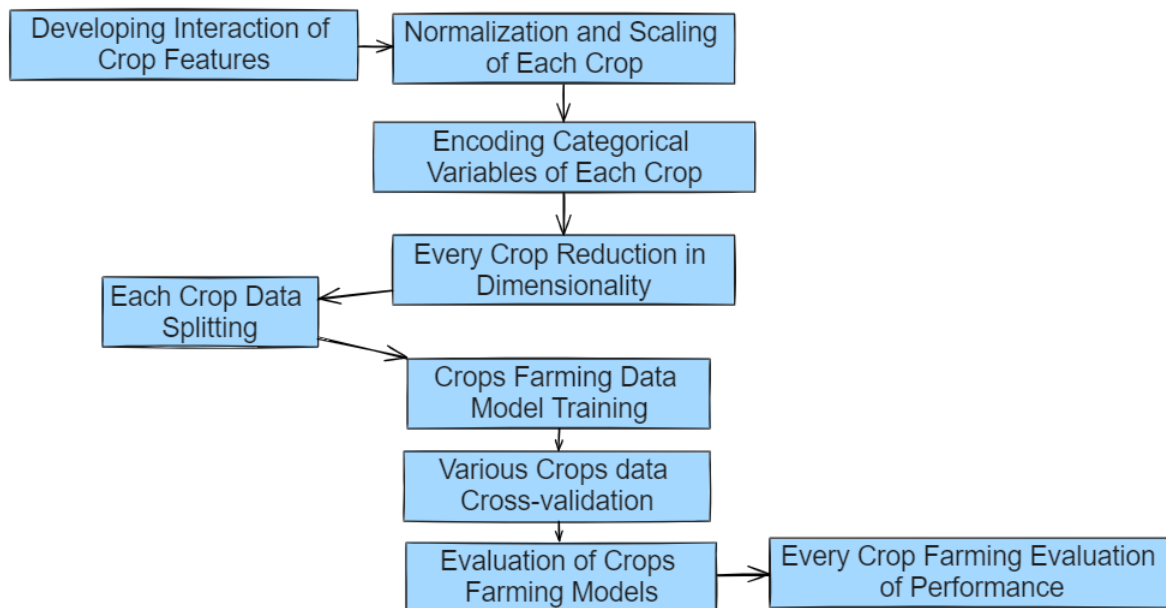 Developing Interaction of
Crop Features
Normalization and Scaling
of Each Crop
Encoding Categorical
Variables of Each Crop
Every Crop Reduction in
Dimensionality
Each Crop Data
Splitting
Crops Farming Data
Model Training
Various Crops data
Cross-validation
Evaluation of Crops
Farming Models
Every Crop Farming Evaluation
of Performance